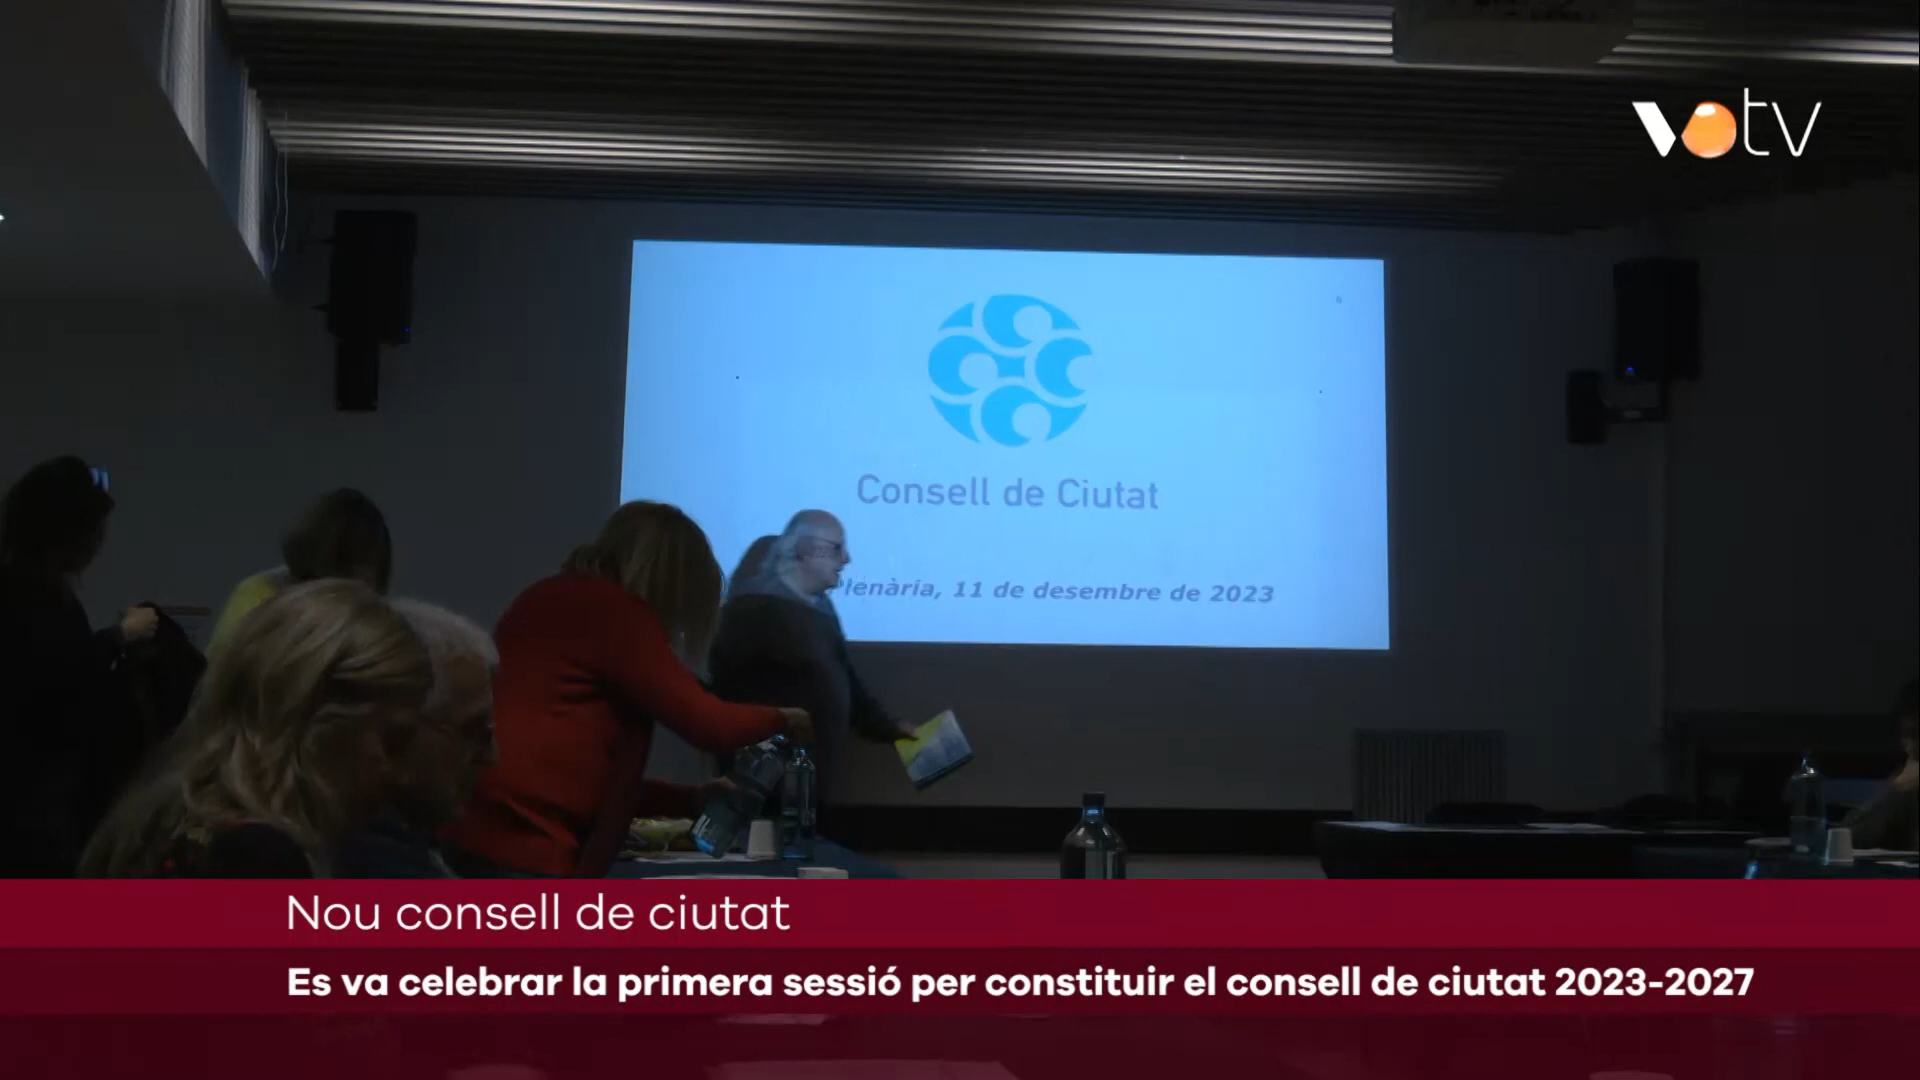 votv
Consell de Ciutat
Plenària, 11 de desembre de 2023
Nou consell de ciutat
Es va celebrar la primera sessió per constituir el consell de ciutat 2023-2027